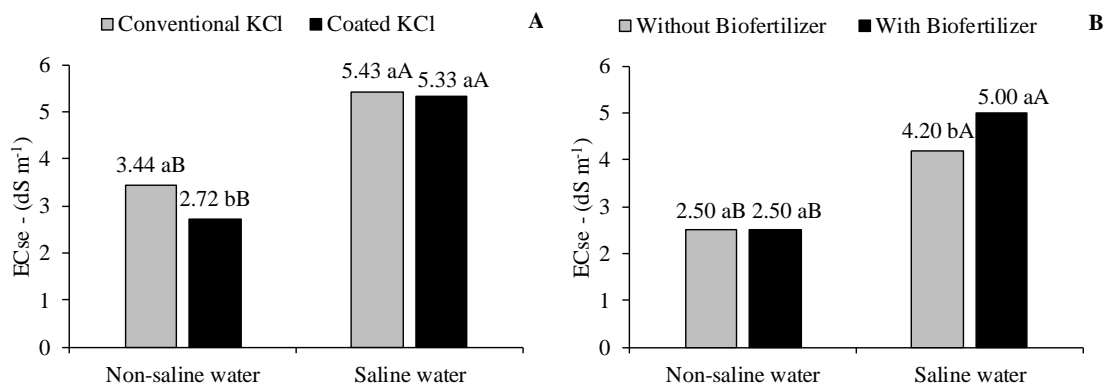 Conventional KCl Coated KCl A
ECse - (dS m⁻¹)
6
5
4
3
2
1
0
3.44 aB
2.72 bB
5.43 aA
5.33 aA
Non-saline water Saline water
Without Biofertilizer With Biofertilizer B
ECse - (dS m⁻¹)
6
5
4
3
2
1
0
2.50 aB
2.50 aB
4.20 bA
5.00 aA
Non-saline water Saline water